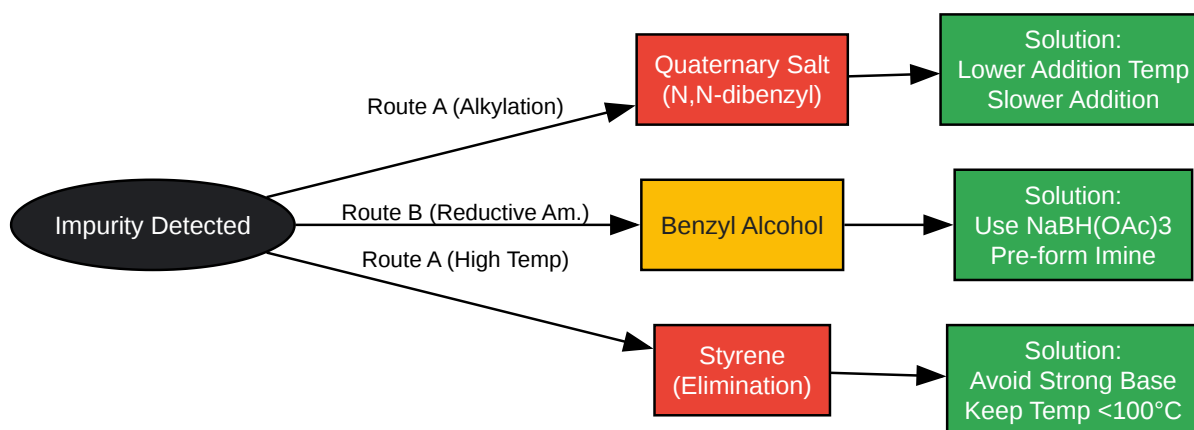 Impurity Detected
Route A (Alkylation)
Quaternary Salt
(N,N-dibenzyl)
Solution:
Lower Addition Temp
Slower Addition
Route B (Reductive Am.)
Benzyl Alcohol
Solution:
Use NaBH(OAc)3
Pre-form Imine
Route A (High Temp)
Styrene
(Elimination)
Solution:
Avoid Strong Base
Keep Temp <100°C